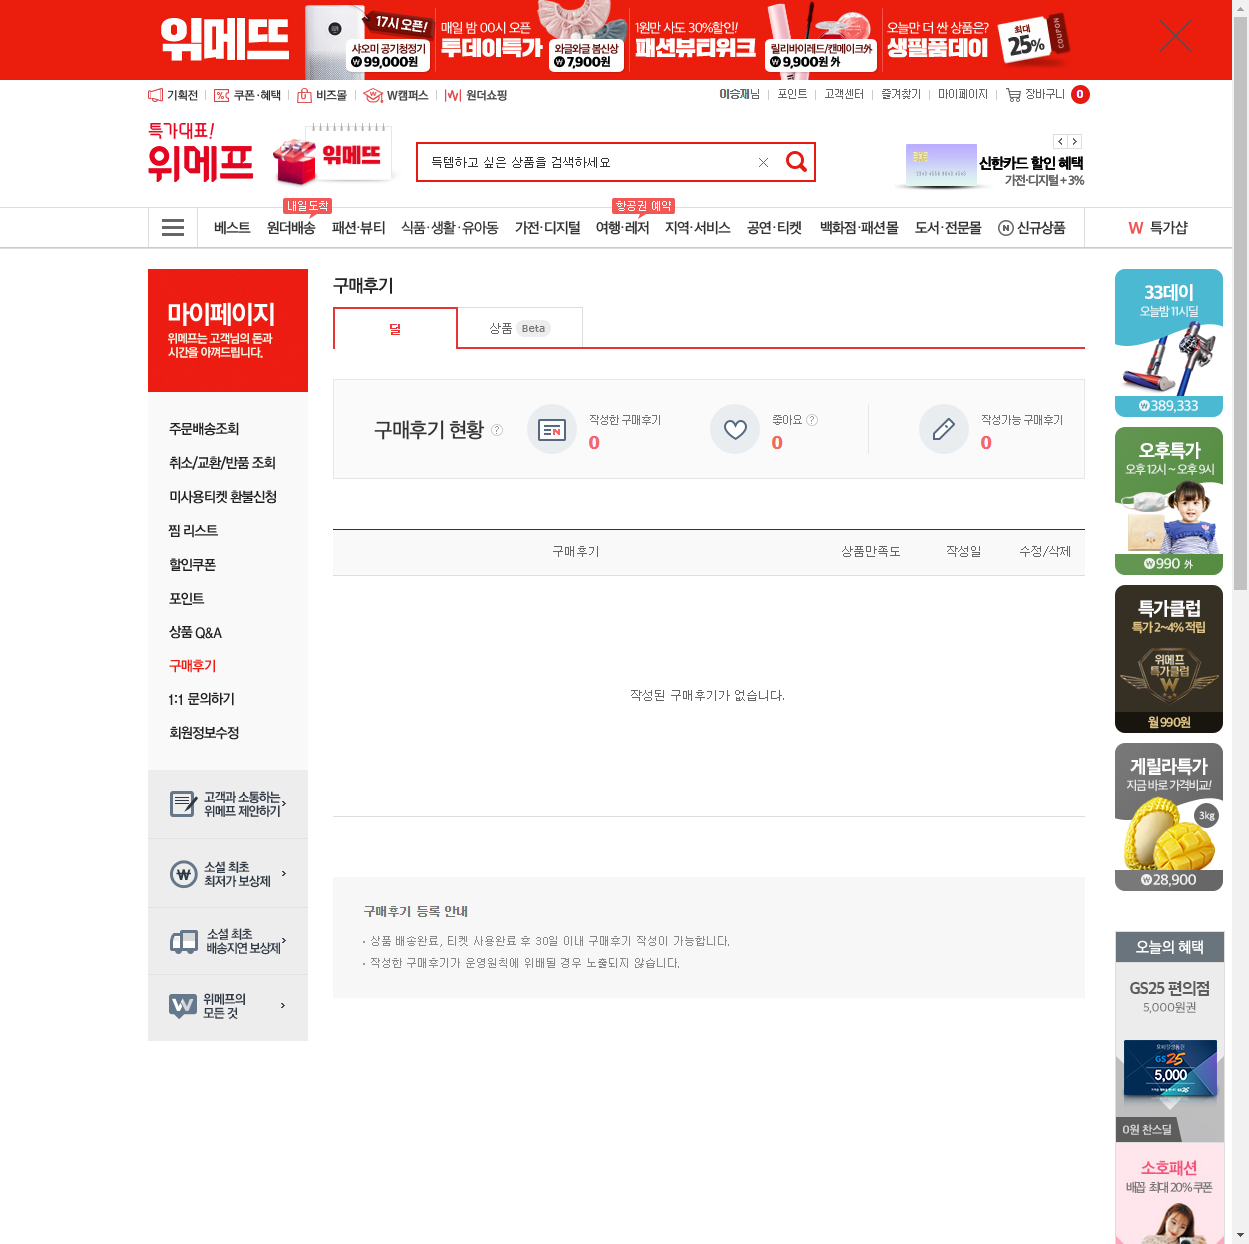 위메뜨
17시 오픈!
샤오미 공기청정기
₩99,000원
매일 밤 00시 오픈
투데이특가
와글와글 봄신상
₩7,900원
1원만 사도 30%할인!
패션뷰티위크
릴리바이레드/캔메이크外
₩9,900원 外
오늘만 더 싼 상품은?
생필품데이
최대
25%
COUPON
기획전
쿠폰·혜택
비즈몰
W캠퍼스
원더쇼핑
이승재님
포인트
고객센터
즐겨찾기
마이페이지
장바구니
0
특가대표!
위메프
위메뜨
득템하고 싶은 상품을 검색하세요
신한카드 할인 혜택
가전·디지털 +3%
내일도착
항공권 예약
베스트
원더배송
패션·뷰티
식품·생활·유아동
가전·디지털
여행·레저
지역·서비스
공연·티켓
백화점·패션몰
도서·전문몰
N 신규상품
W 특가샵
마이페이지
위메프는 고객님의 돈과
시간을 아껴드립니다.
주문배송조회
취소/교환/반품 조회
미사용티켓 환불신청
찜 리스트
할인쿠폰
포인트
상품 Q&A
구매후기
1:1 문의하기
회원정보수정
고객과 소통하는
위메프 제안하기
소셜 최초
최저가 보상제
소셜 최초
배송지연 보상제
위메프의
모든 것
구매후기
딜
상품 Beta
구매후기 현황 ?
작성한 구매후기
0
좋아요 ?
0
작성가능 구매후기
0
구매후기
상품만족도
작성일
수정/삭제
작성된 구매후기가 없습니다.
구매후기 등록 안내
· 상품 배송완료, 티켓 사용완료 후 30일 이내 구매후기 작성이 가능합니다.
· 작성한 구매후기가 운영원칙에 위배될 경우 노출되지 않습니다.
33데이
오늘밤 11시딜
₩389,333
오후특가
오후 12시 ~ 오후 9시
₩990 外
특가클럽
특가 2~4% 적립
위메프
특가클럽
W
월 990원
게릴라특가
지금 바로 가격비교!
3kg
₩28,900
오늘의 혜택
GS25 편의점
5,000원권
GS25
5,000
0원 찬스딜
소호패션
배꼽 최대 20% 쿠폰